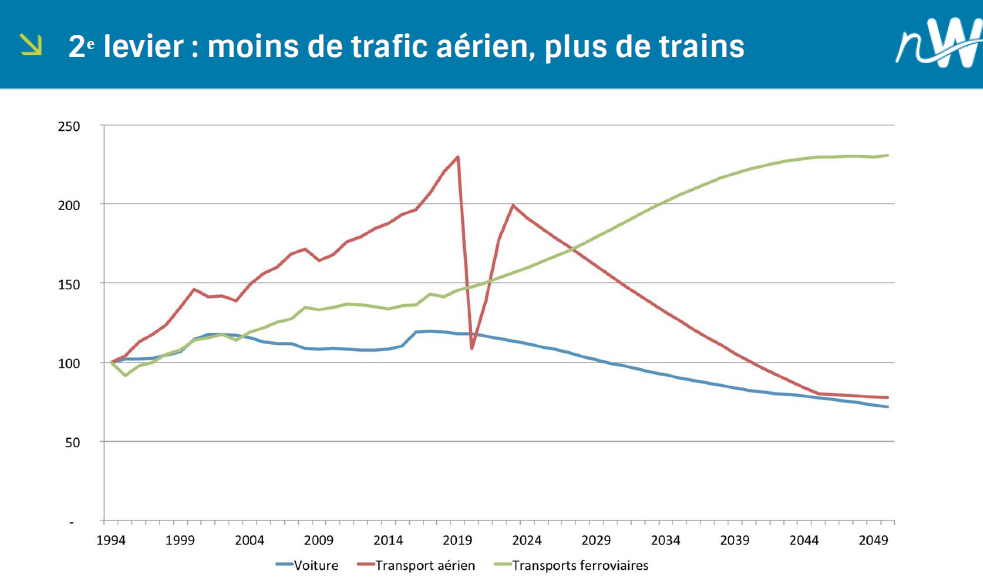 2e levier : moins de trafic aérien, plus de trains
nW
250
200
150
100
50
-
1994 1999 2004 2009 2014 2019 2024 2029 2034 2039 2044 2049
Voiture Transport aérien Transports ferroviaires